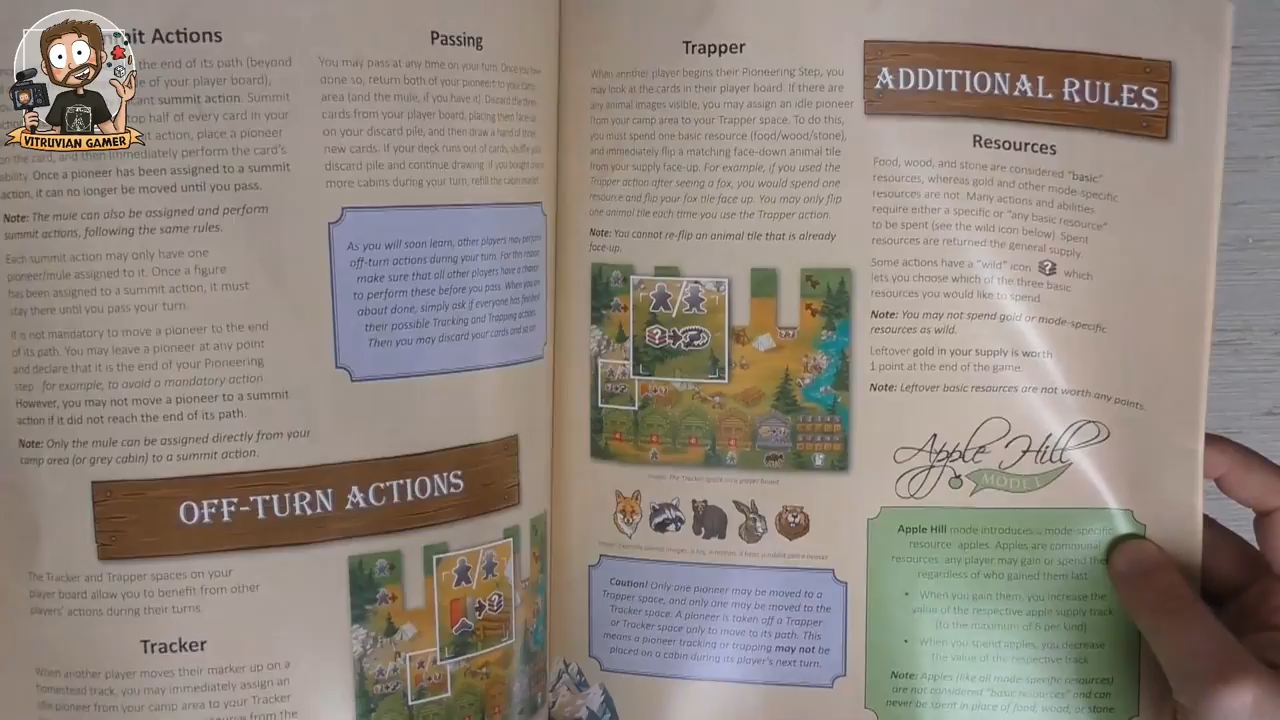 VITRUVIAN GAMER
mit Actions
the end of its path (beyond
e of your player board),
ant summit action. Summit
top half of every card in your
it action, place a pioneer
on the card, and then immediately perform the card's
ability. Once a pioneer has been assigned to a summit
action, it can no longer be moved until you pass.
Note: The mule can also be assigned and perform
summit actions, following the same rules.
Each summit action may only have one
pioneer/mule assigned to it. Once a figure
has been assigned to a summit action, it must
stay there until you pass your turn.
It is not mandatory to move a pioneer to the end
of its path. You may leave a pioneer at any point
and declare that it is the end of your Pioneering
step - for example, to avoid a mandatory action.
However, you may not move a pioneer to a summit
action if it did not reach the end of its path.
Note: Only the mule can be assigned directly from your
camp area (or grey cabin) to a summit action.
Passing
You may pass at any time on your turn. Once you have
done so, return both of your pioneers to your camp
area (and the mule, if you have it). Discard the three
cards from your player board, placing them face-up
on your discard pile, and then draw a hand of three
new cards. If your deck runs out of cards, shuffle your
discard pile and continue drawing. If you bought one or
more cabins during your turn, refill the cabin market.
As you will soon learn, other players may perform
off-turn actions during your turn. For this reason
make sure that all other players have a chance
to perform these before you pass. When you are
about done, simply ask if everyone has finished
their possible Tracking and Trapping actions.
Then you may discard your cards and so on.
OFF-TURN ACTIONS
The Tracker and Trapper spaces on your
player board allow you to benefit from other
players' actions during their turns.
Tracker
When another player moves their marker up on a
homestead track, you may immediately assign an
idle pioneer from your camp area to your Tracker
from the
Trapper
When another player begins their Pioneering Step, you
may look at the cards in their player board. If there are
any animal images visible, you may assign an idle pioneer
from your camp area to your Trapper space. To do this,
you must spend one basic resource (food/wood/stone),
and immediately flip a matching face-down animal tile
from your supply face-up. For example, if you used the
Trapper action after seeing a fox, you would spend one
resource and flip your fox tile face up. You may only flip
one animal tile each time you use the Trapper action.
Note: You cannot re-flip an animal tile that is already
face-up.
Image: The Tracker space on a player board
Caution! Only one pioneer may be moved to a
Trapper space, and only one may be moved to the
Tracker space. A pioneer is taken off a Trapper
or Tracker space only to move to its path. This
means a pioneer tracking or trapping may not be
placed on a cabin during its player's next turn.
ADDITIONAL RULES
Resources
Food, wood, and stone are considered "basic"
resources, whereas gold and other mode-specific
resources are not. Many actions and abilities
require either a specific or "any basic resource"
to be spent (see the wild icon below). Spent
resources are returned the general supply.
Some actions have a "wild" icon which
lets you choose which of the three basic
resources you would like to spend.
Note: You may not spend gold or mode-specific
resources as wild.
Leftover gold in your supply is worth
1 point at the end of the game.
Note: Leftover basic resources are not worth any points.
Apple Hill
MODE
Apple Hill mode introduces a mode-specific
resource: apples. Apples are communal
resources, any player may gain or spend them
regardless of who gained them last.
• When you gain them, you increase the
value of the respective apple supply track
(to the maximum of 6 per kind)
• When you spend apples, you decrease
the value of the respective track
Note: Apples (like all mode-specific resources)
are not considered "basic resources" and can
never be spent in place of food, wood, or stone.